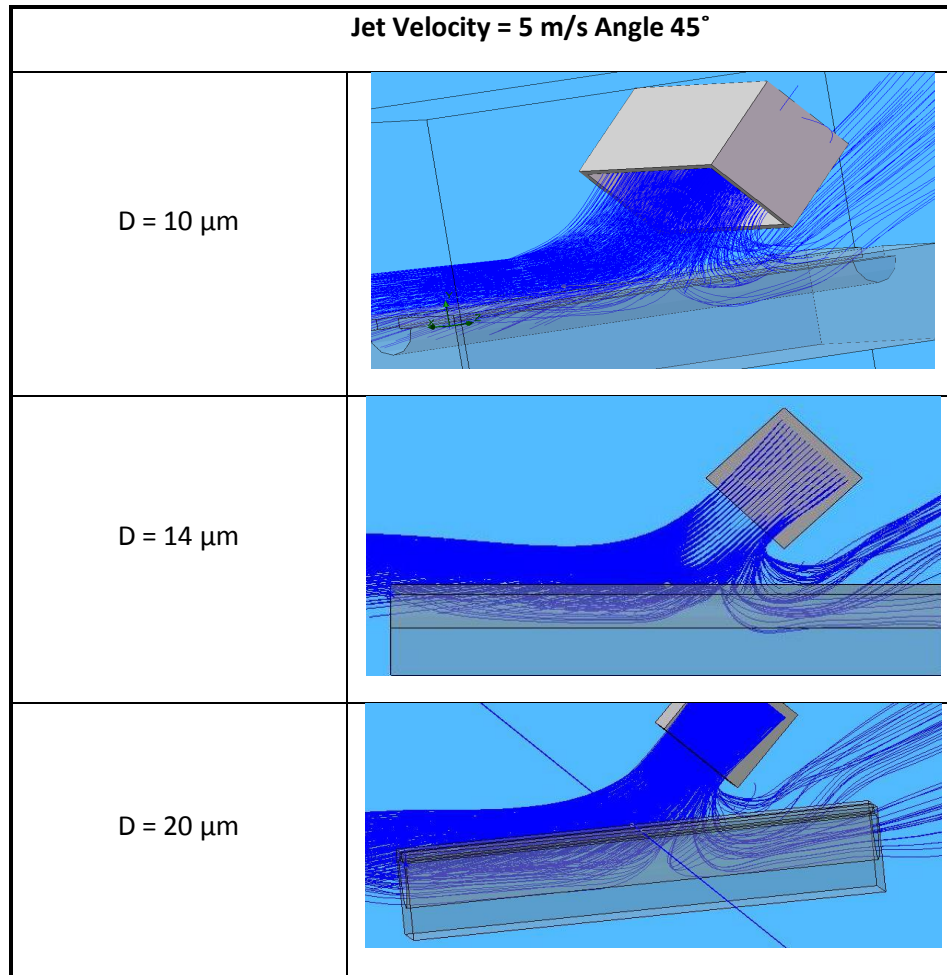 Jet Velocity = 5 m/s Angle 45˚
D = 10 µm
D = 14 µm
D = 20 µm